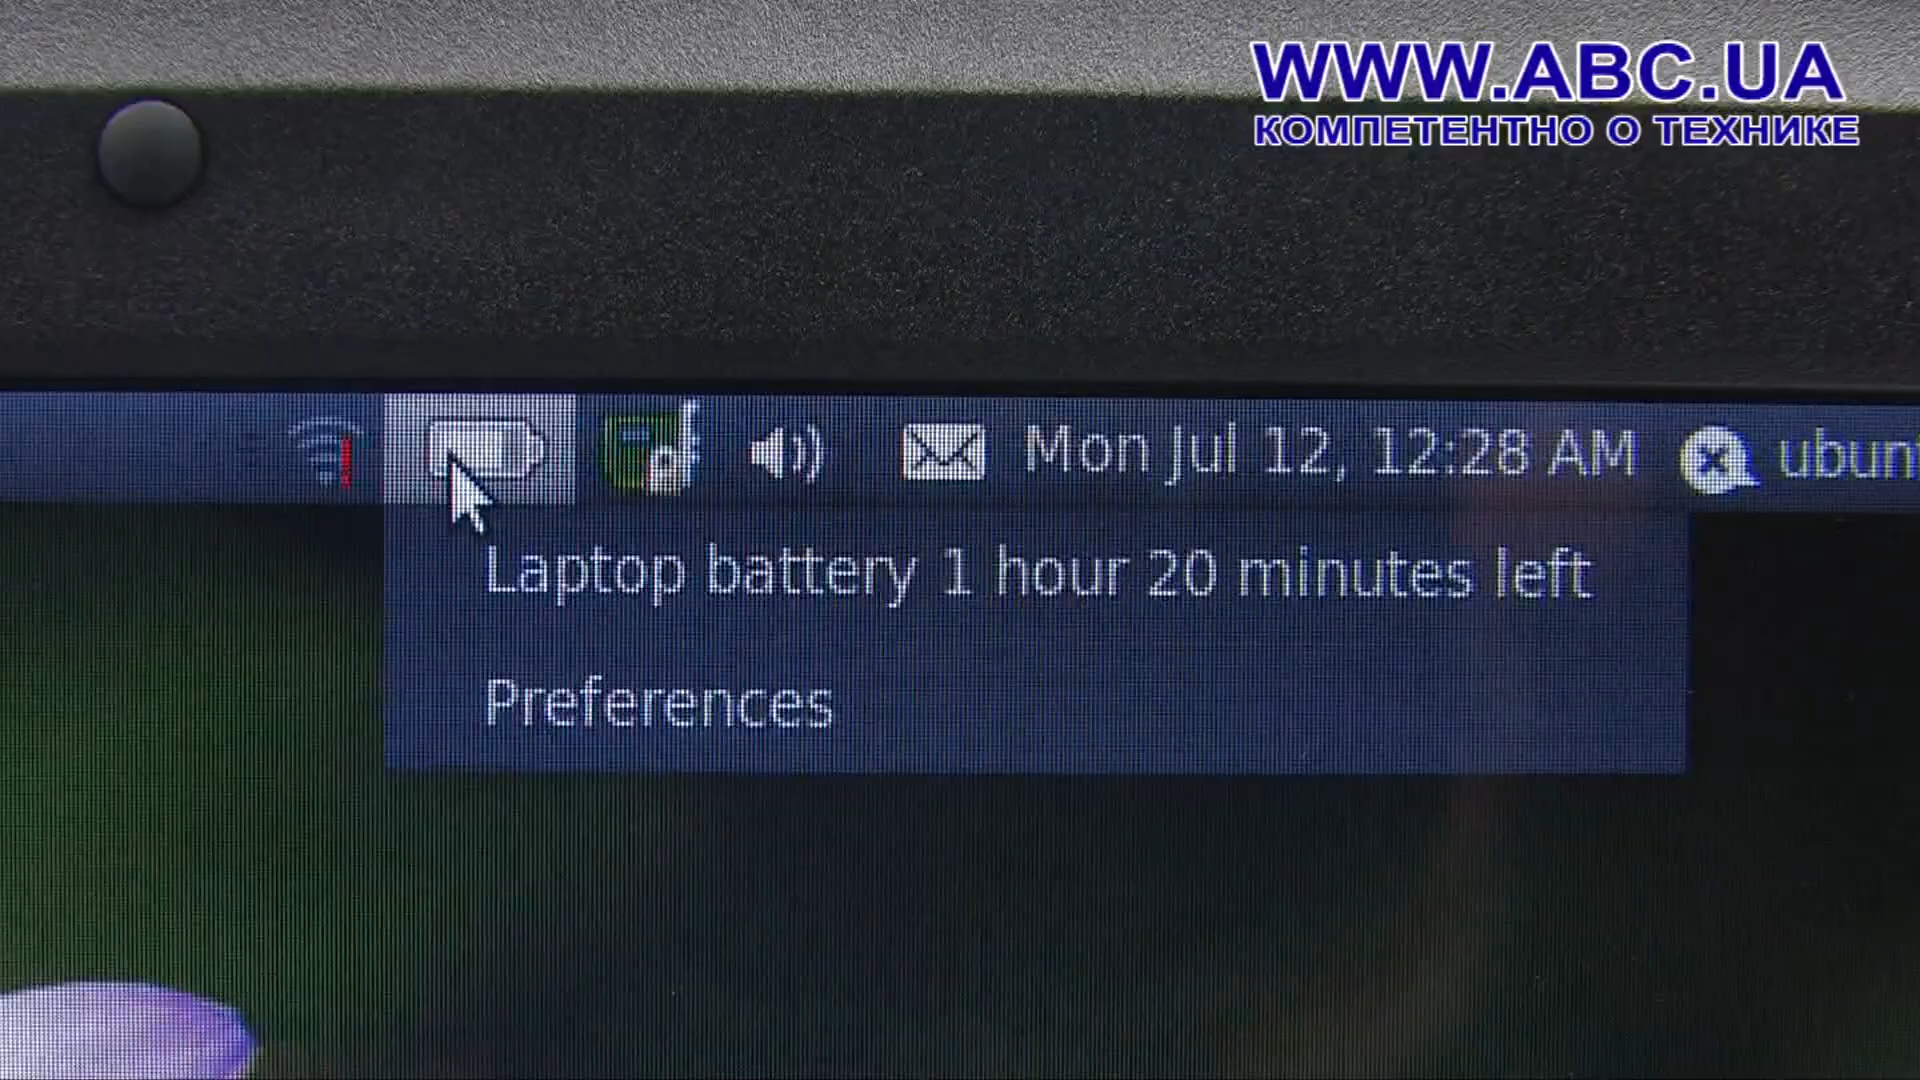 WWW.ABC.UA
КОМПЕТЕНТНО О ТЕХНИКЕ
Mon Jul 12, 12:28 AM
Laptop battery 1 hour 20 minutes left
Preferences